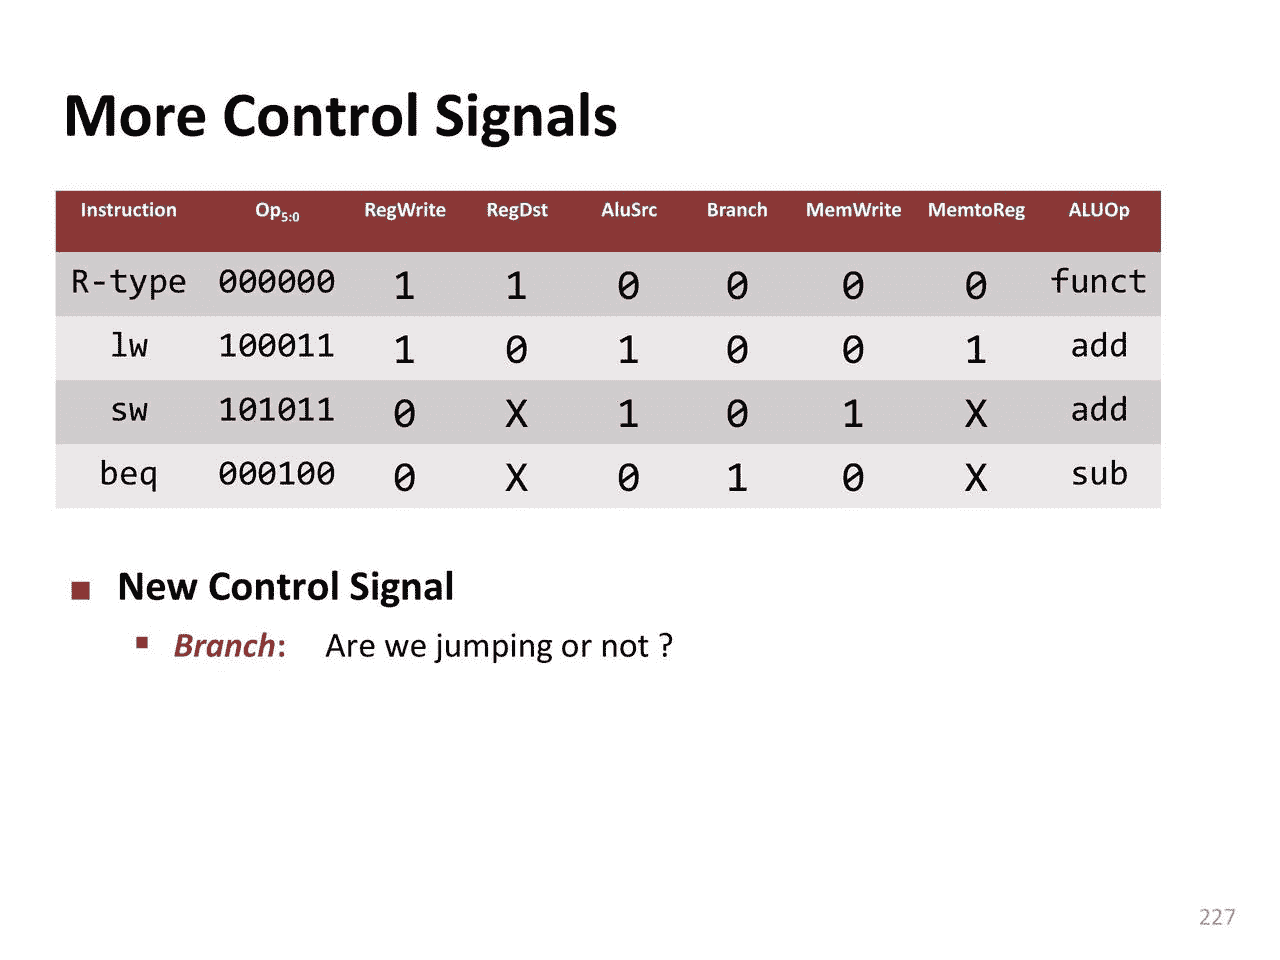 More Control Signals
Instruction Op5:0 RegWrite RegDst AluSrc Branch MemWrite MemtoReg ALUOp
R-type 000000 1 1 0 0 0 0 funct
lw 100011 1 0 1 0 0 1 add
sw 101011 0 X 1 0 1 X add
beq 000100 0 X 0 1 0 X sub
New Control Signal
Branch: Are we jumping or not ?
227